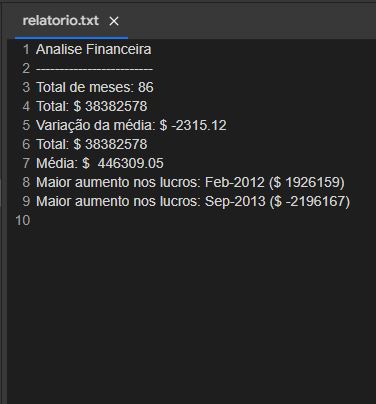 relatorio.txt ×
1 Analise Financeira
2 -------------------------
3 Total de meses: 86
4 Total: $ 38382578
5 Variação da média: $ -2315.12
6 Total: $ 38382578
7 Média: $  446309.05
8 Maior aumento nos lucros: Feb-2012 ($ 1926159)
9 Maior aumento nos lucros: Sep-2013 ($ -2196167)
10